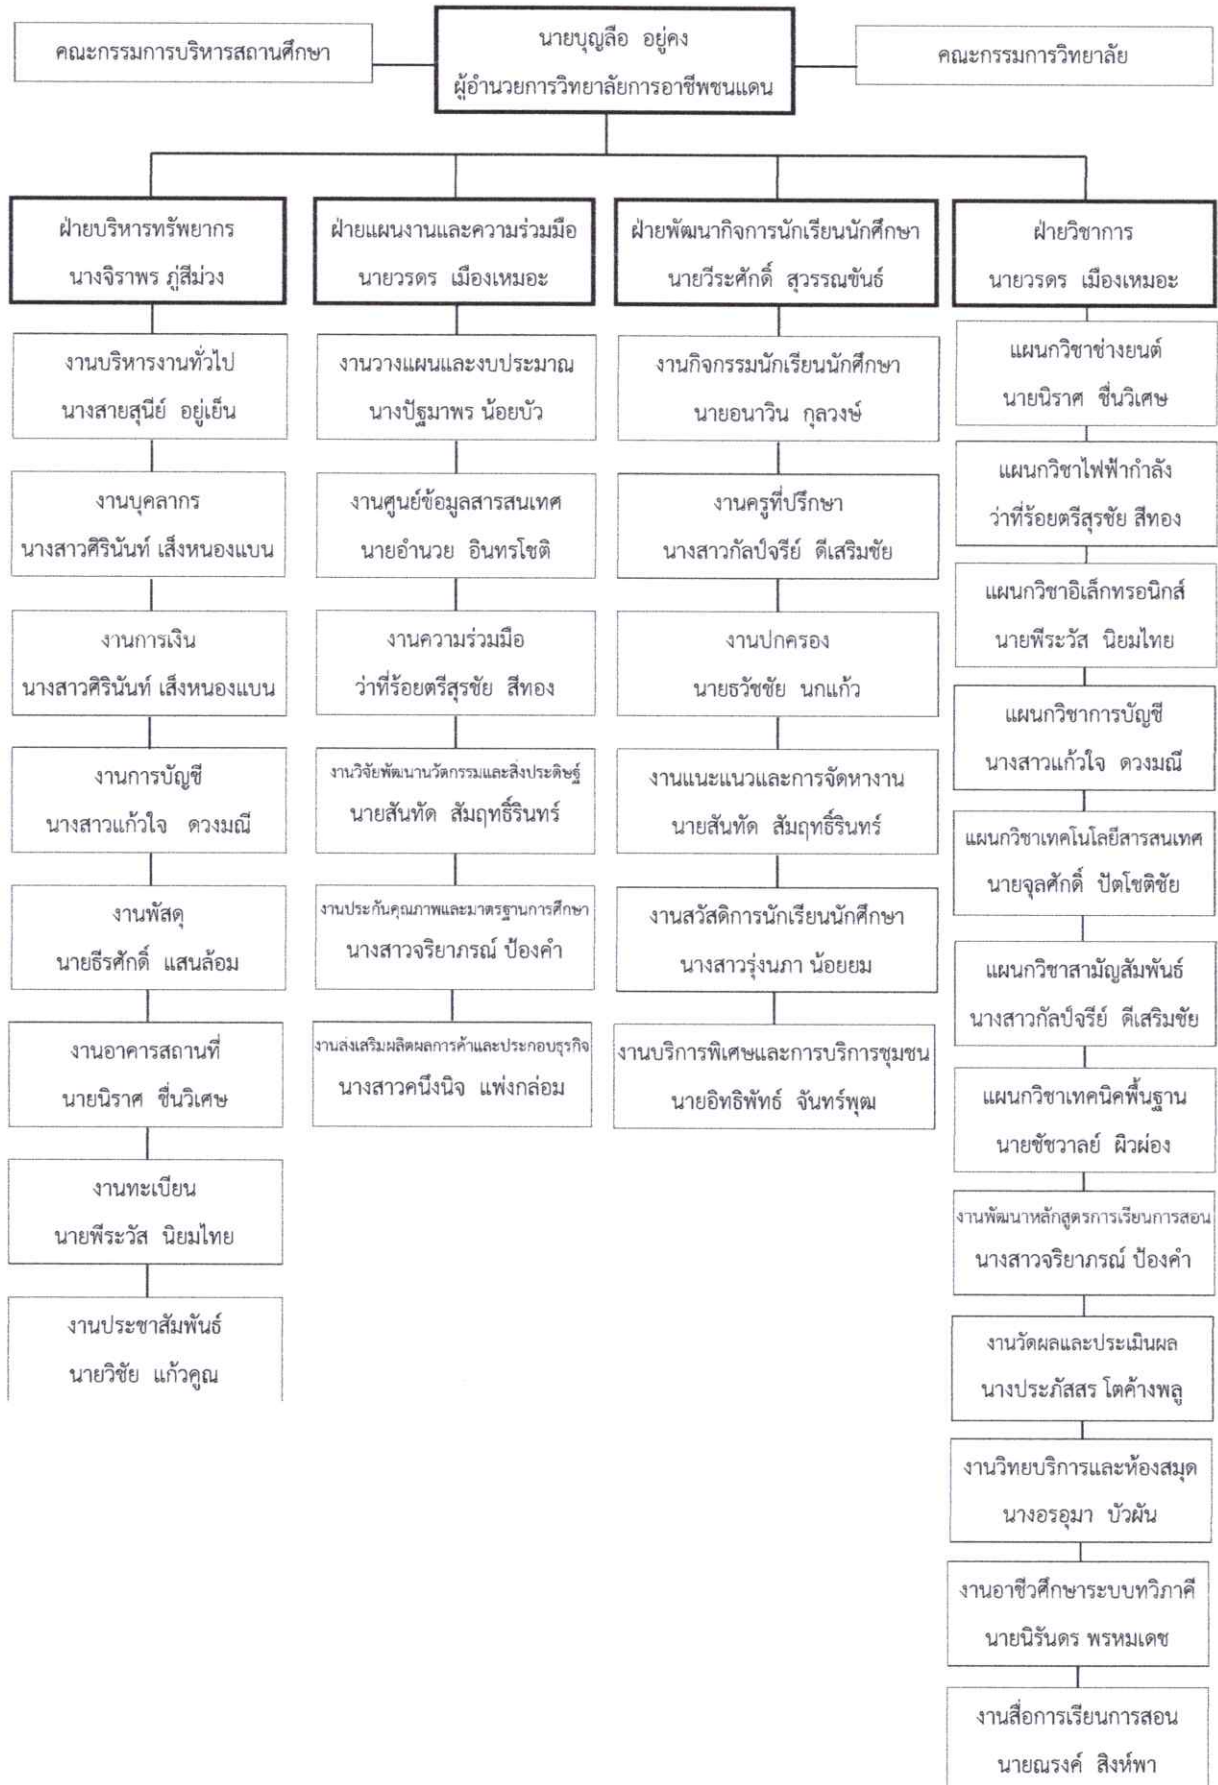 คณะกรรมการบริหารสถานศึกษา
นายบุญลือ อยู่คง
ผู้อำนวยการวิทยาลัยการอาชีพชนแดน
คณะกรรมการวิทยาลัย
ฝ่ายบริหารทรัพยากร
นางจิราพร ภู่สีม่วง
งานบริหารงานทั่วไป
นางสายสุนีย์ อยู่เย็น
งานบุคลากร
นางสาวศิรินันท์ เส็งหนองแบน
งานการเงิน
นางสาวศิรินันท์ เส็งหนองแบน
งานการบัญชี
นางสาวแก้วใจ ดวงมณี
งานพัสดุ
นายธีรศักดิ์ แสนล้อม
งานอาคารสถานที่
นายนิราศ ชื่นวิเศษ
งานทะเบียน
นายพีระวัส นิยมไทย
งานประชาสัมพันธ์
นายวิชัย แก้วคูณ
ฝ่ายแผนงานและความร่วมมือ
นายวรดร เมืองเหมอะ
งานวางแผนและงบประมาณ
นางปัฐมาพร น้อยบัว
งานศูนย์ข้อมูลสารสนเทศ
นายอำนวย อินทรโชติ
งานความร่วมมือ
ว่าที่ร้อยตรีสุรชัย สีทอง
งานวิจัยพัฒนานวัตกรรมและสิ่งประดิษฐ์
นายสันทัด สัมฤทธิ์รินทร์
งานประกันคุณภาพและมาตรฐานการศึกษา
นางสาวจริยาภรณ์ ป้องคำ
งานส่งเสริมผลิตผลการค้าและประกอบธุรกิจ
นางสาวคนึงนิจ แพ่งกล่อม
ฝ่ายพัฒนากิจการนักเรียนนักศึกษา
นายวีระศักดิ์ สุวรรณขันธ์
งานกิจกรรมนักเรียนนักศึกษา
นายอนาวิน กุลวงษ์
งานครูที่ปรึกษา
นางสาวกัลป์จรีย์ ดีเสริมชัย
งานปกครอง
นายธวัชชัย นกแก้ว
งานแนะแนวและการจัดหางาน
นายสันทัด สัมฤทธิ์รินทร์
งานสวัสดิการนักเรียนนักศึกษา
นางสาวรุ่งนภา น้อยยม
งานบริการพิเศษและการบริการชุมชน
นายอิทธิพัทธ์ จันทร์พุฒ
ฝ่ายวิชาการ
นายวรดร เมืองเหมอะ
แผนกวิชาช่างยนต์
นายนิราศ ชื่นวิเศษ
แผนกวิชาไฟฟ้ากำลัง
ว่าที่ร้อยตรีสุรชัย สีทอง
แผนกวิชาอิเล็กทรอนิกส์
นายพีระวัส นิยมไทย
แผนกวิชาการบัญชี
นางสาวแก้วใจ ดวงมณี
แผนกวิชาเทคโนโลยีสารสนเทศ
นายจุลศักดิ์ ปัตโชติชัย
แผนกวิชาสามัญสัมพันธ์
นางสาวกัลป์จรีย์ ดีเสริมชัย
แผนกวิชาเทคนิคพื้นฐาน
นายชัชวาลย์ ผิวผ่อง
งานพัฒนาหลักสูตรการเรียนการสอน
นางสาวจริยาภรณ์ ป้องคำ
งานวัดผลและประเมินผล
นางประภัสสร โตค้างพลู
งานวิทยบริการและห้องสมุด
นางอรอุมา บัวผัน
งานอาชีวศึกษาระบบทวิภาคี
นายนิรันดร พรหมเดช
งานสื่อการเรียนการสอน
นายณรงค์ สิงห์พา